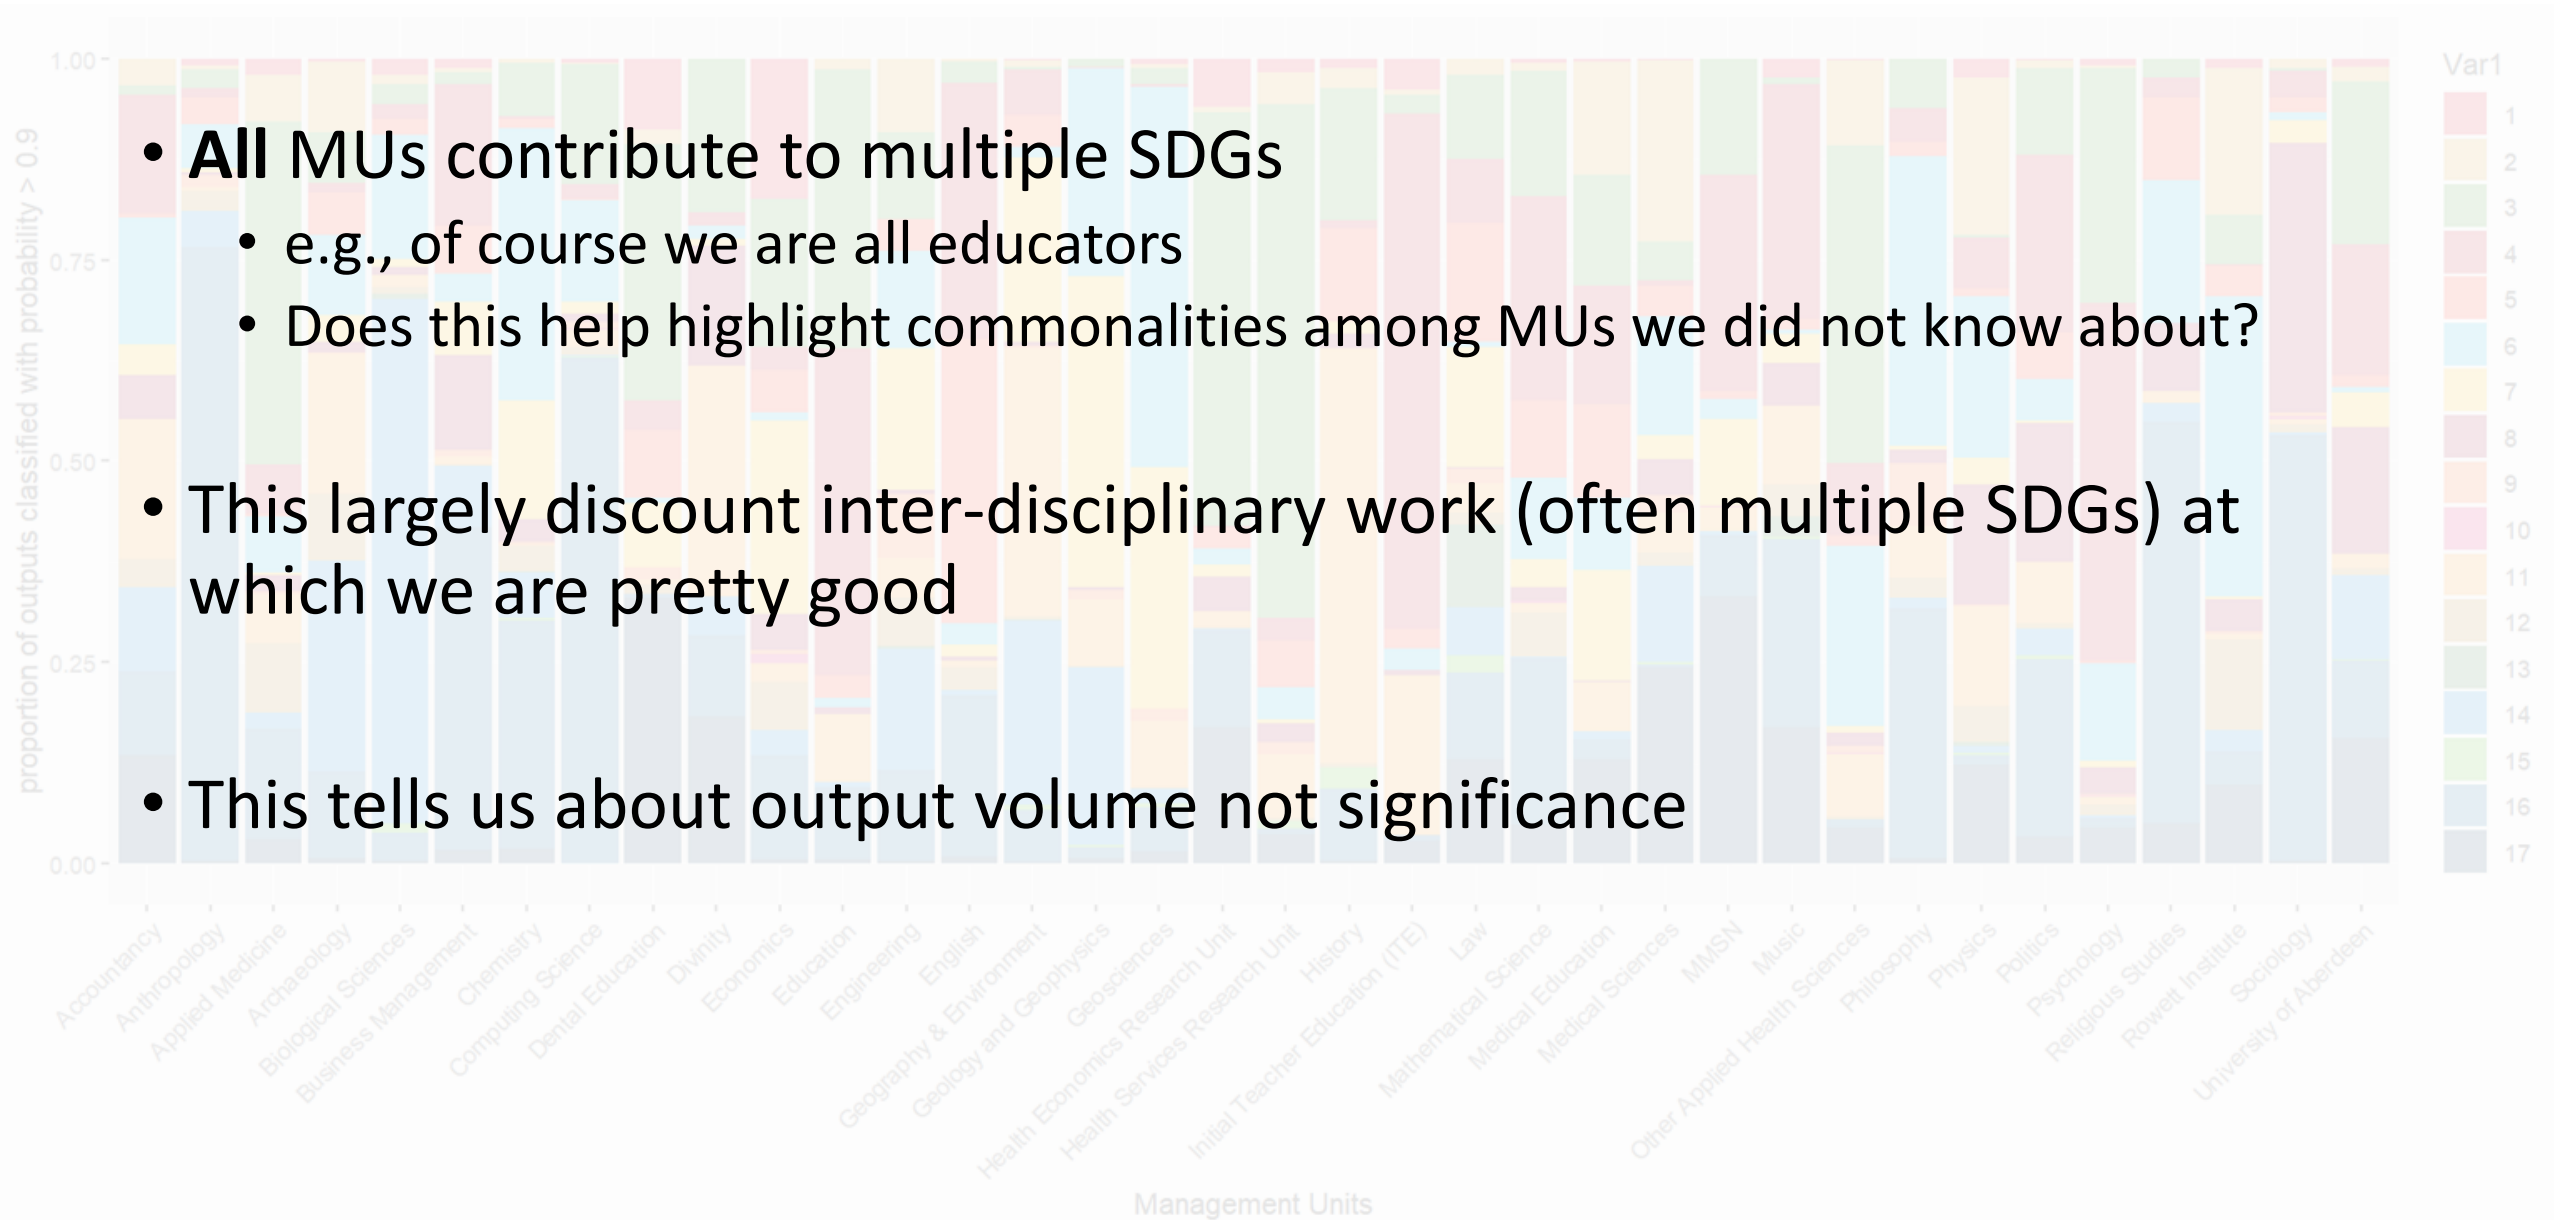 • All MUs contribute to multiple SDGs
• e.g., of course we are all educators
• Does this help highlight commonalities among MUs we did not know about?
• This largely discount inter-disciplinary work (often multiple SDGs) at
which we are pretty good
• This tells us about output volume not significance
proportion of outputs classified with probability > 0.9
1.00
0.75
0.50
0.25
0.00
Accountancy
Anthropology
Applied Medicine
Archaeology
Biological Sciences
Business Management
Chemistry
Computing Science
Dental Education
Divinity
Economics
Education
Engineering
English
Geography & Environment
Geology and Geophysics
Geosciences
Health Economics Research Unit
Health Services Research Unit
History
Initial Teacher Education (ITE)
Law
Mathematical Science
Medical Education
Medical Sciences
MMSN
Music
Other Applied Health Sciences
Philosophy
Physics
Politics
Psychology
Religious Studies
Rowett Institute
Sociology
University of Aberdeen
Management Units
Var1
1
2
3
4
5
6
7
8
9
10
11
12
13
14
15
16
17